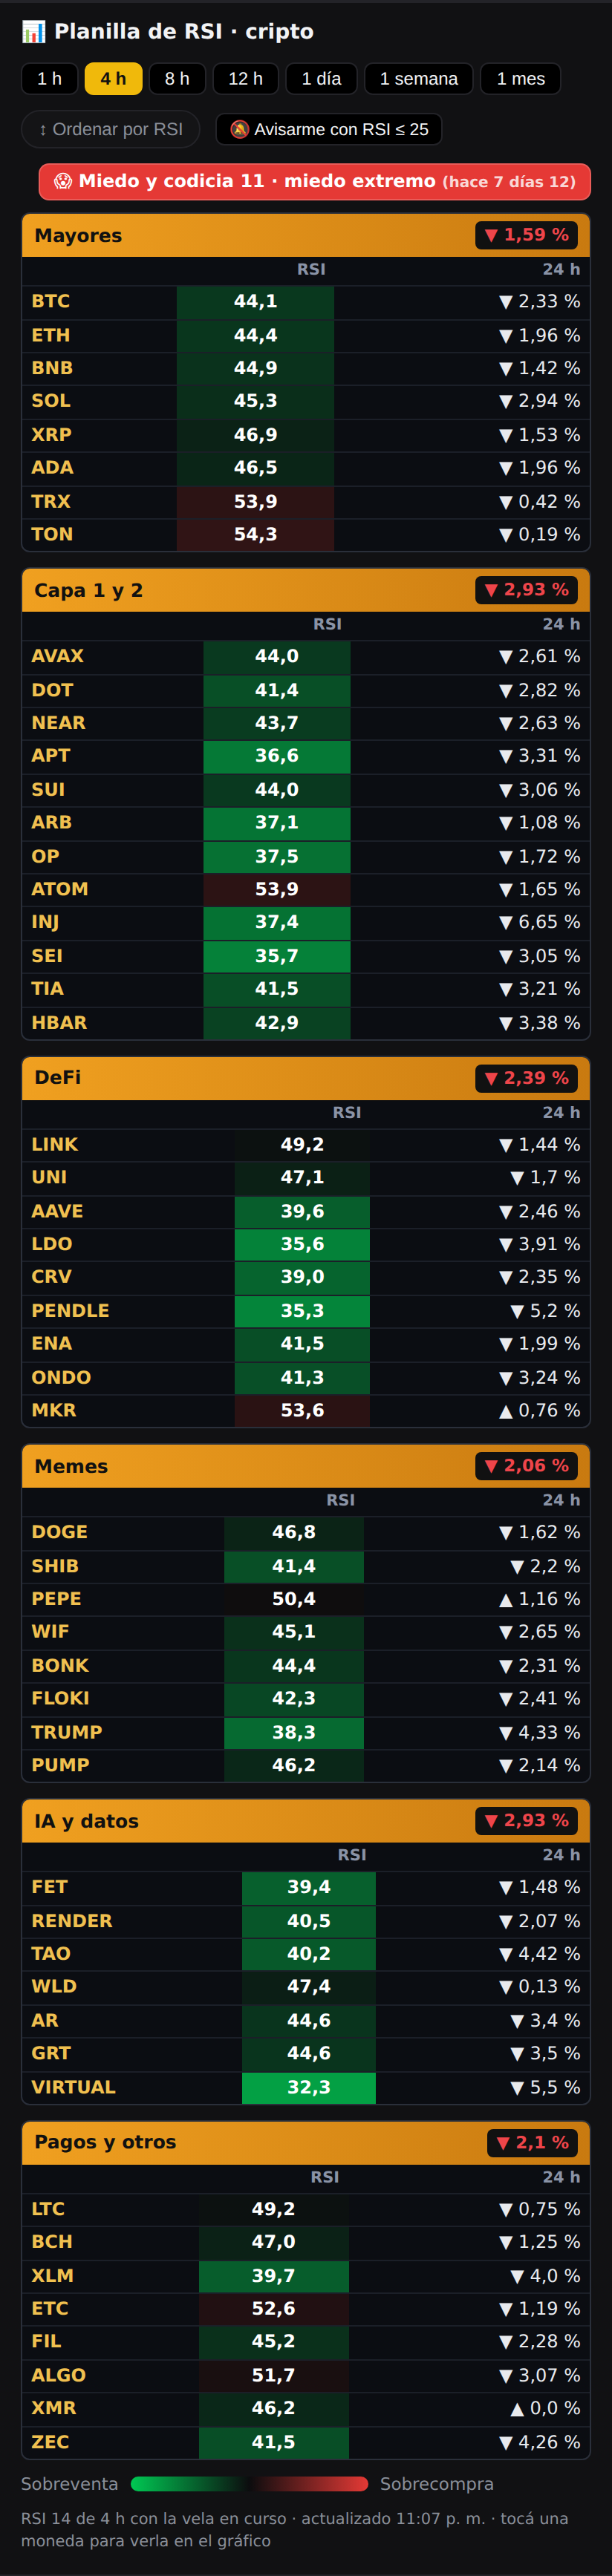 📊 Planilla de RSI · cripto
1 h 4 h 8 h 12 h 1 día 1 semana 1 mes
↕ Ordenar por RSI 🔕 Avisarme con RSI ≤ 25
😱 Miedo y codicia 11 · miedo extremo (hace 7 días 12)
Mayores ▼ 1,59 %
RSI 24 h
BTC 44,1 ▼ 2,33 %
ETH 44,4 ▼ 1,96 %
BNB 44,9 ▼ 1,42 %
SOL 45,3 ▼ 2,94 %
XRP 46,9 ▼ 1,53 %
ADA 46,5 ▼ 1,96 %
TRX 53,9 ▼ 0,42 %
TON 54,3 ▼ 0,19 %
Capa 1 y 2 ▼ 2,93 %
RSI 24 h
AVAX 44,0 ▼ 2,61 %
DOT 41,4 ▼ 2,82 %
NEAR 43,7 ▼ 2,63 %
APT 36,6 ▼ 3,31 %
SUI 44,0 ▼ 3,06 %
ARB 37,1 ▼ 1,08 %
OP 37,5 ▼ 1,72 %
ATOM 53,9 ▼ 1,65 %
INJ 37,4 ▼ 6,65 %
SEI 35,7 ▼ 3,05 %
TIA 41,5 ▼ 3,21 %
HBAR 42,9 ▼ 3,38 %
DeFi ▼ 2,39 %
RSI 24 h
LINK 49,2 ▼ 1,44 %
UNI 47,1 ▼ 1,7 %
AAVE 39,6 ▼ 2,46 %
LDO 35,6 ▼ 3,91 %
CRV 39,0 ▼ 2,35 %
PENDLE 35,3 ▼ 5,2 %
ENA 41,5 ▼ 1,99 %
ONDO 41,3 ▼ 3,24 %
MKR 53,6 ▲ 0,76 %
Memes ▼ 2,06 %
RSI 24 h
DOGE 46,8 ▼ 1,62 %
SHIB 41,4 ▼ 2,2 %
PEPE 50,4 ▲ 1,16 %
WIF 45,1 ▼ 2,65 %
BONK 44,4 ▼ 2,31 %
FLOKI 42,3 ▼ 2,41 %
TRUMP 38,3 ▼ 4,33 %
PUMP 46,2 ▼ 2,14 %
IA y datos ▼ 2,93 %
RSI 24 h
FET 39,4 ▼ 1,48 %
RENDER 40,5 ▼ 2,07 %
TAO 40,2 ▼ 4,42 %
WLD 47,4 ▼ 0,13 %
AR 44,6 ▼ 3,4 %
GRT 44,6 ▼ 3,5 %
VIRTUAL 32,3 ▼ 5,5 %
Pagos y otros ▼ 2,1 %
RSI 24 h
LTC 49,2 ▼ 0,75 %
BCH 47,0 ▼ 1,25 %
XLM 39,7 ▼ 4,0 %
ETC 52,6 ▼ 1,19 %
FIL 45,2 ▼ 2,28 %
ALGO 51,7 ▼ 3,07 %
XMR 46,2 ▲ 0,0 %
ZEC 41,5 ▼ 4,26 %
Sobreventa Sobrecompra
RSI 14 de 4 h con la vela en curso · actualizado 11:07 p. m. · tocá una
moneda para verla en el gráfico